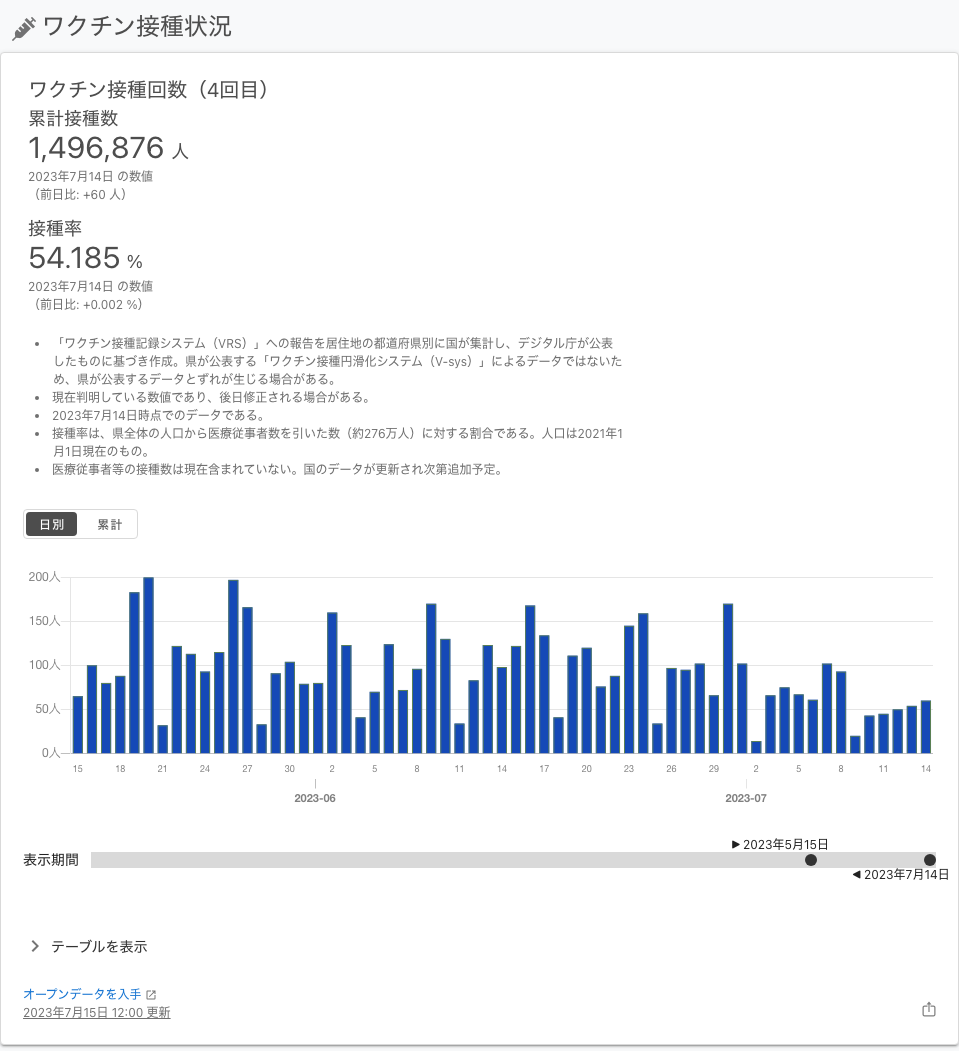 ワクチン接種状況
ワクチン接種回数（4回目）
累計接種数
1,496,876 人
2023年7月14日 の数値
（前日比: +60 人）
接種率
54.185 %
2023年7月14日 の数値
（前日比: +0.002 %）
「ワクチン接種記録システム（VRS）」への報告を居住地の都道府県別に国が集計し、デジタル庁が公表
したものに基づき作成。県が公表する「ワクチン接種円滑化システム（V-sys）」によるデータではないた
め、県が公表するデータとずれが生じる場合がある。
現在判明している数値であり、後日修正される場合がある。
2023年7月14日時点でのデータである。
接種率は、県全体の人口から医療従事者数を引いた数（約276万人）に対する割合である。人口は2021年1
月1日現在のもの。
医療従事者等の接種数は現在含まれていない。国のデータが更新され次第追加予定。
日別 累計
200人
150人
100人
50人
0人
15 18 21 24 27 30 2 5 8 11 14 17 20 23 26 29 2 5 8 11 14
2023-06 2023-07
2023年5月15日
表示期間
2023年7月14日
テーブルを表示
オープンデータを入手
2023年7月15日 12:00 更新